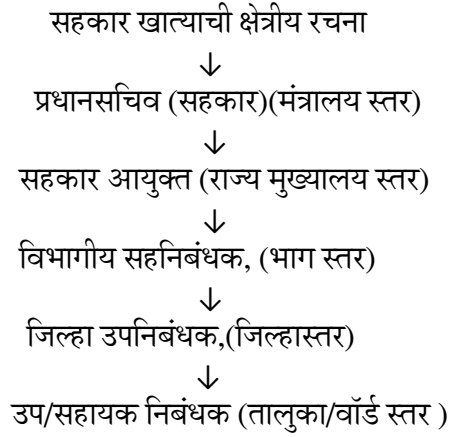 सहकार खात्याची क्षेत्रीय रचना
↓
प्रधानसचिव (सहकार)(मंत्रालय स्तर)
↓
सहकार आयुक्त (राज्य मुख्यालय स्तर)
↓
विभागीय सहनिबंधक, (भाग स्तर)
↓
जिल्हा उपनिबंधक,(जिल्हास्तर)
↓
उप/सहायक निबंधक (तालुका/वॉर्ड स्तर )